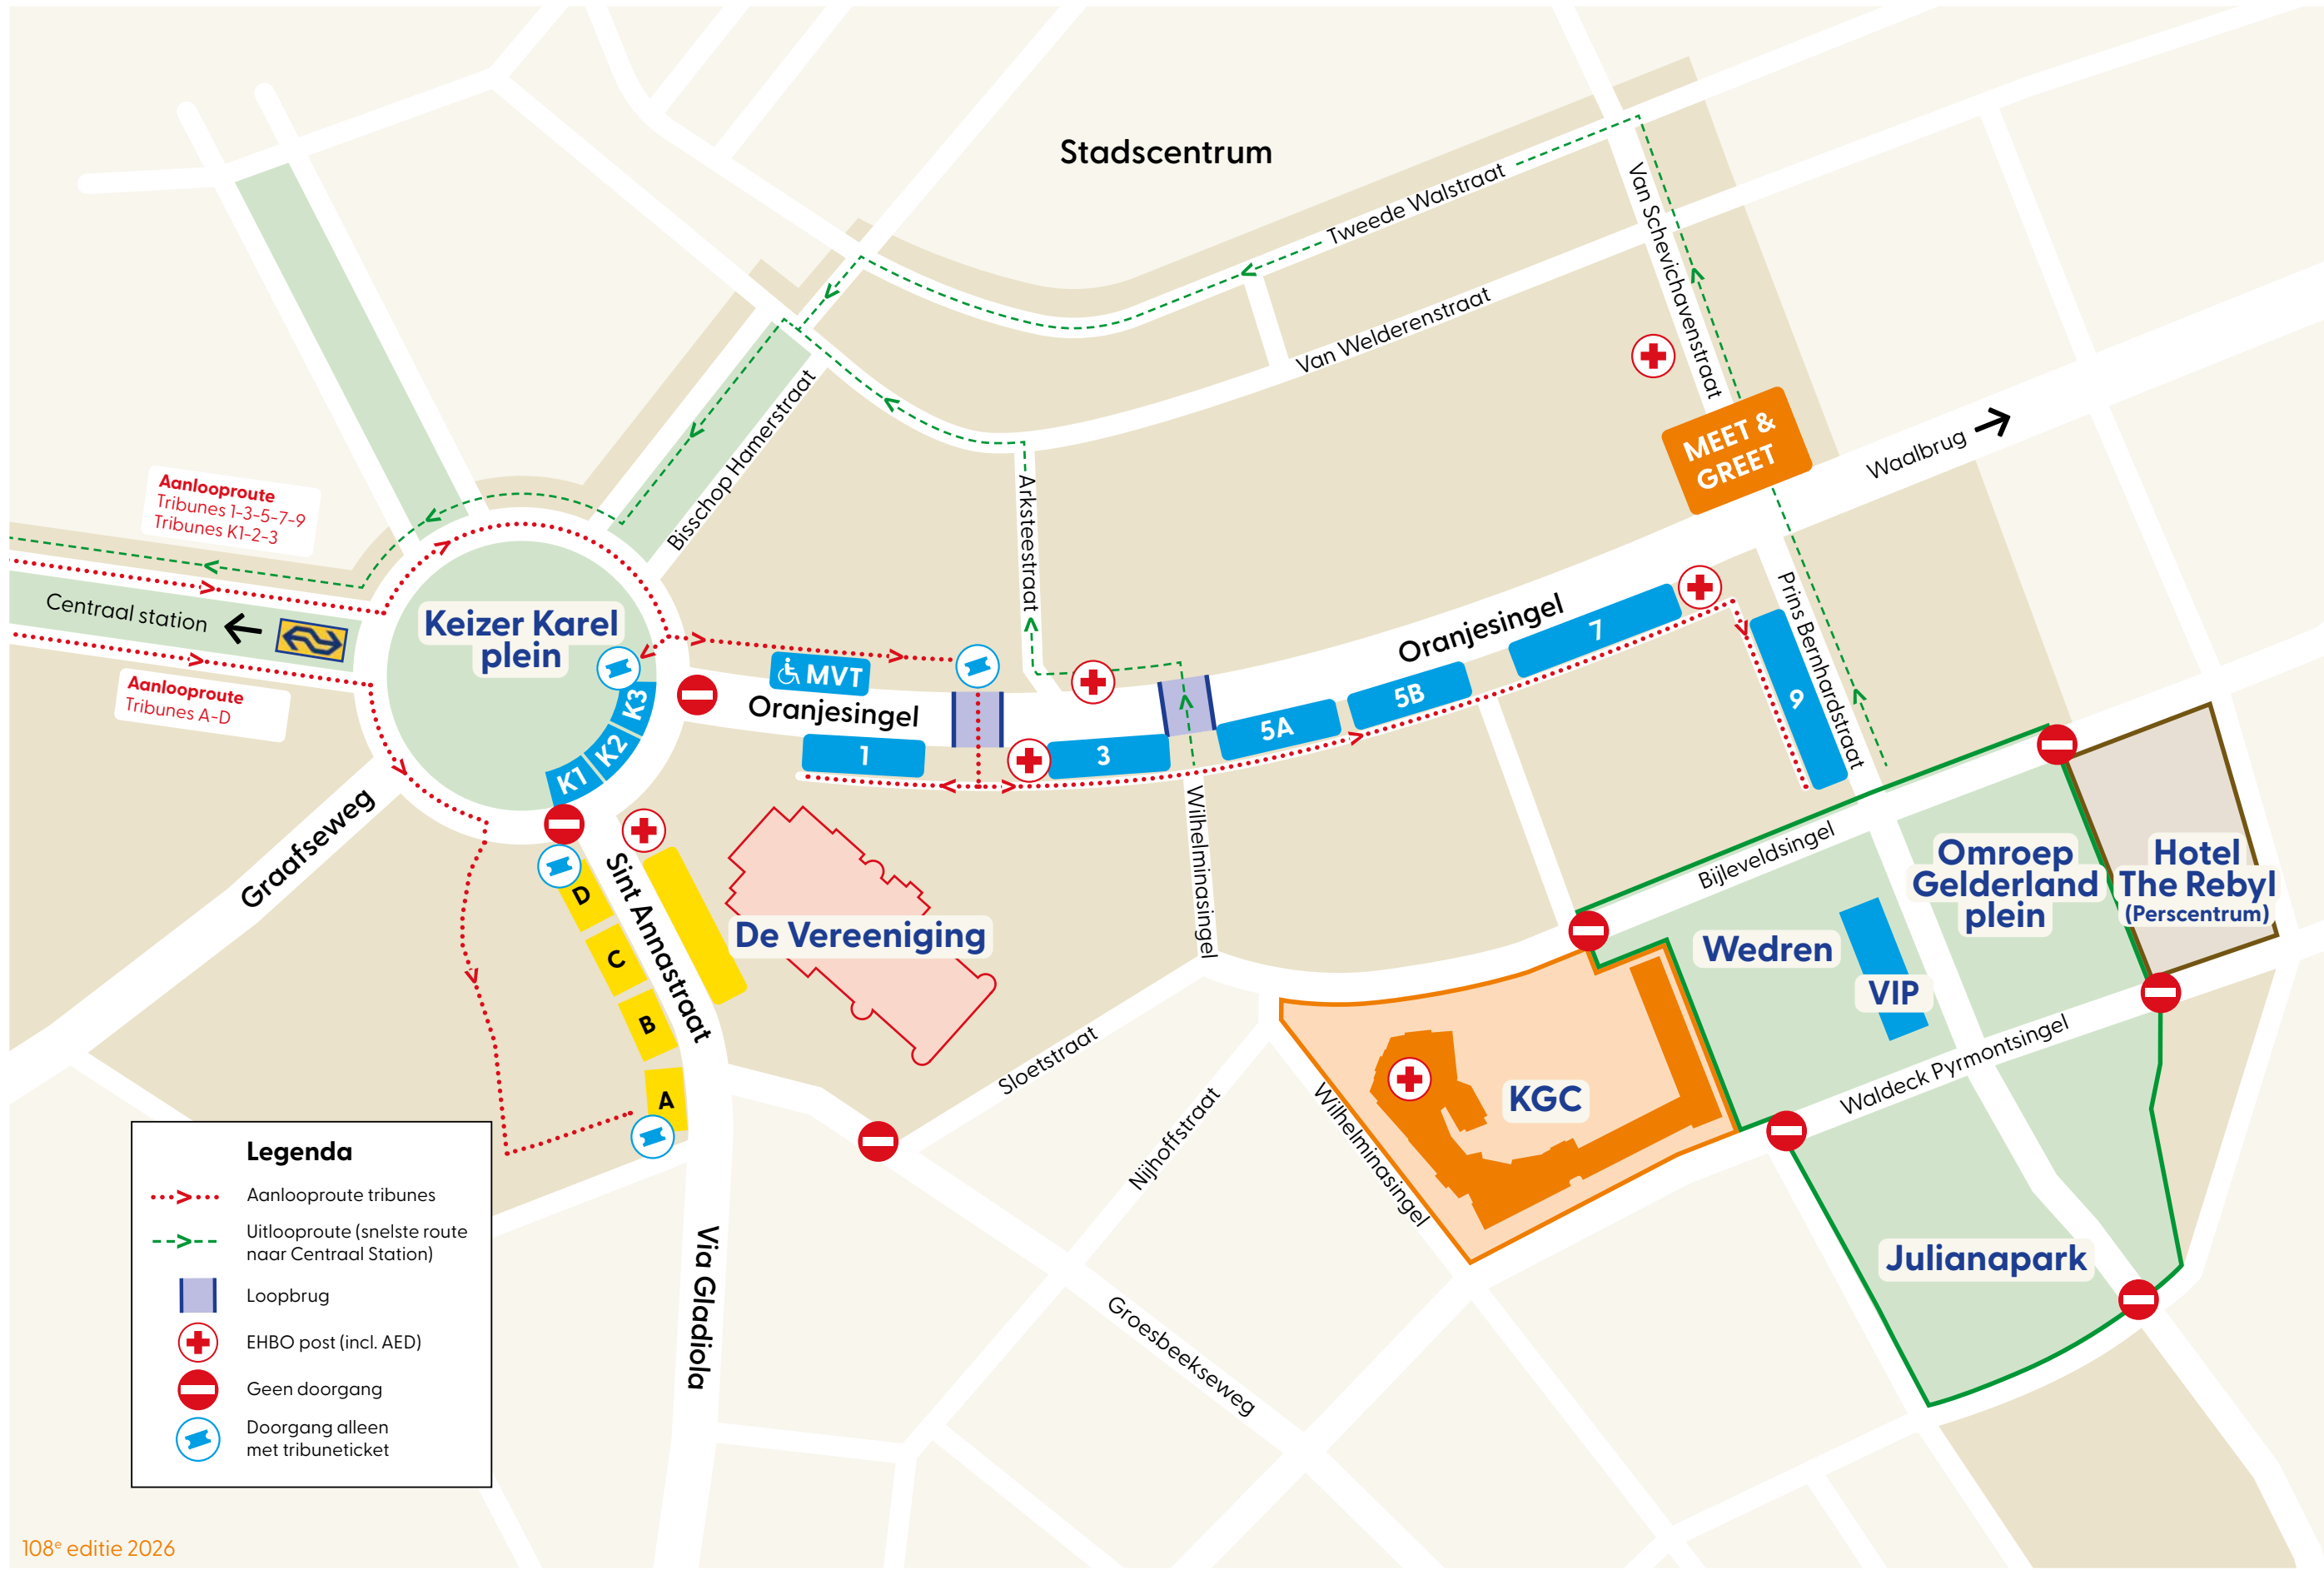 Stadscentrum
Tweede Walstraat
Van Schevichavenstraat
Van Welderenstraat
MEET &
GREET
Waalbrug
Bisschop Hamerstraat
Arksteestraat
Aanlooproute
Tribunes 1-3-5-7-9
Tribunes K1-2-3
Centraal station
Aanlooproute
Tribunes A-D
Keizer Karel
plein
K3
K2
K1
MVT
Oranjesingel
1
3
5A
5B
7
9
Oranjesingel
Prins Bernhardstraat
Graafseweg
Sint Annastraat
D
C
B
A
De Vereeniging
Wilhelminasingel
Bijleveldsingel
Omroep
Gelderland
plein
Hotel
The Rebyl
(Perscentrum)
Wedren
VIP
Waldeck Pyrmontsingel
Sloetstraat
Nijhoffstraat
Wilhelminasingel
KGC
Julianapark
Via Gladiola
Groesbeekseweg
Legenda
Aanlooproute tribunes
Uitlooproute (snelste route
naar Centraal Station)
Loopbrug
EHBO post (incl. AED)
Geen doorgang
Doorgang alleen
met tribuneticket
108e editie 2026